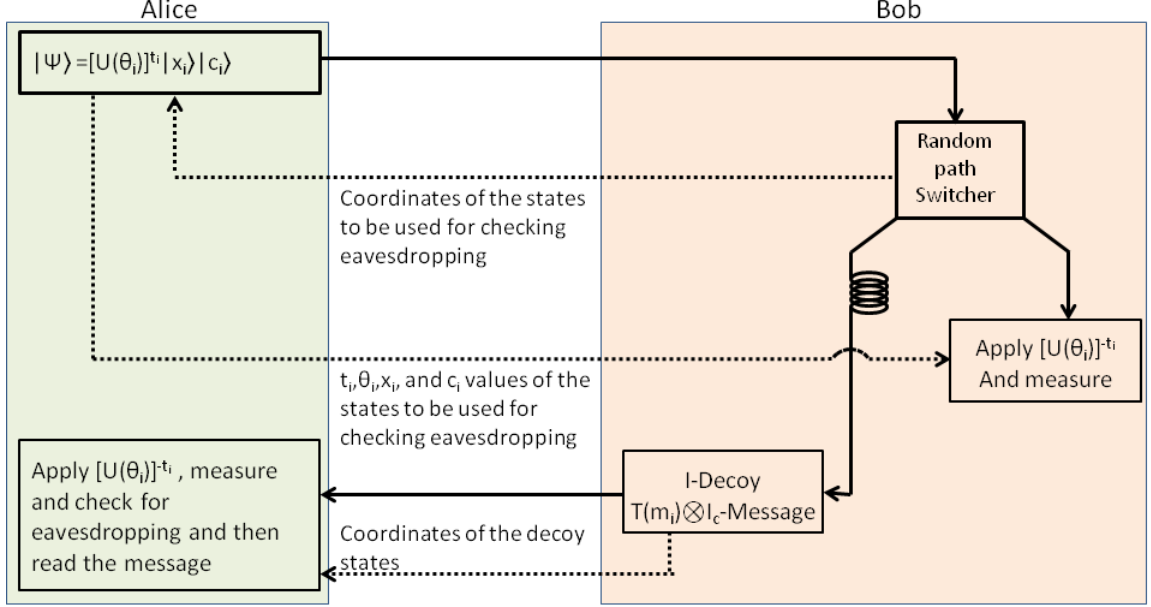 Alice
Bob
|Ψ⟩ =[U(θᵢ)]^tᵢ|xᵢ⟩|cᵢ⟩
Random
path
Switcher
Coordinates of the states
to be used for checking
eavesdropping
Apply [U(θᵢ)]^-tᵢ
And measure
tᵢ,θᵢ,xᵢ, and cᵢ values of the
states to be used for
checking eavesdropping
Apply [U(θᵢ)]^-tᵢ , measure
and check for
eavesdropping and then
read the message
I-Decoy
T(mᵢ)⊗I_c-Message
Coordinates of the decoy
states